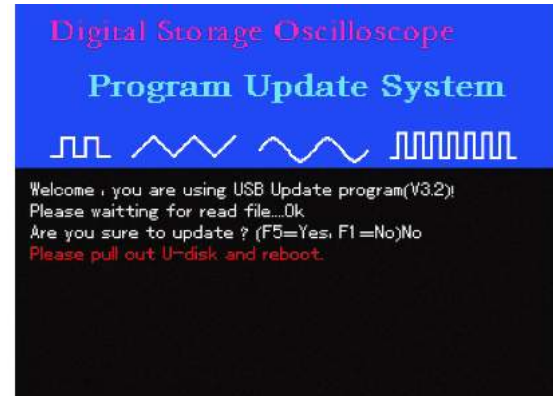 Digital Storage Oscilloscope
Program Update System
Welcome , you are using USB Update program(V3.2)!
Please waitting for read file....Ok
Are you sure to update ? (F5=Yes, F1=No)No
Please pull out U-disk and reboot.